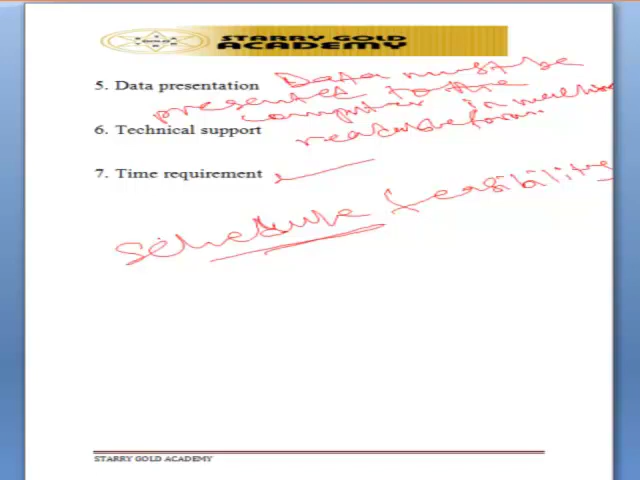 STARRY GOLD
ACADEMY
5. Data presentation Data must be
presented to the
computer in machine
6. Technical support readable form
7. Time requirement
Schedule feasibility
STARRY GOLD ACADEMY